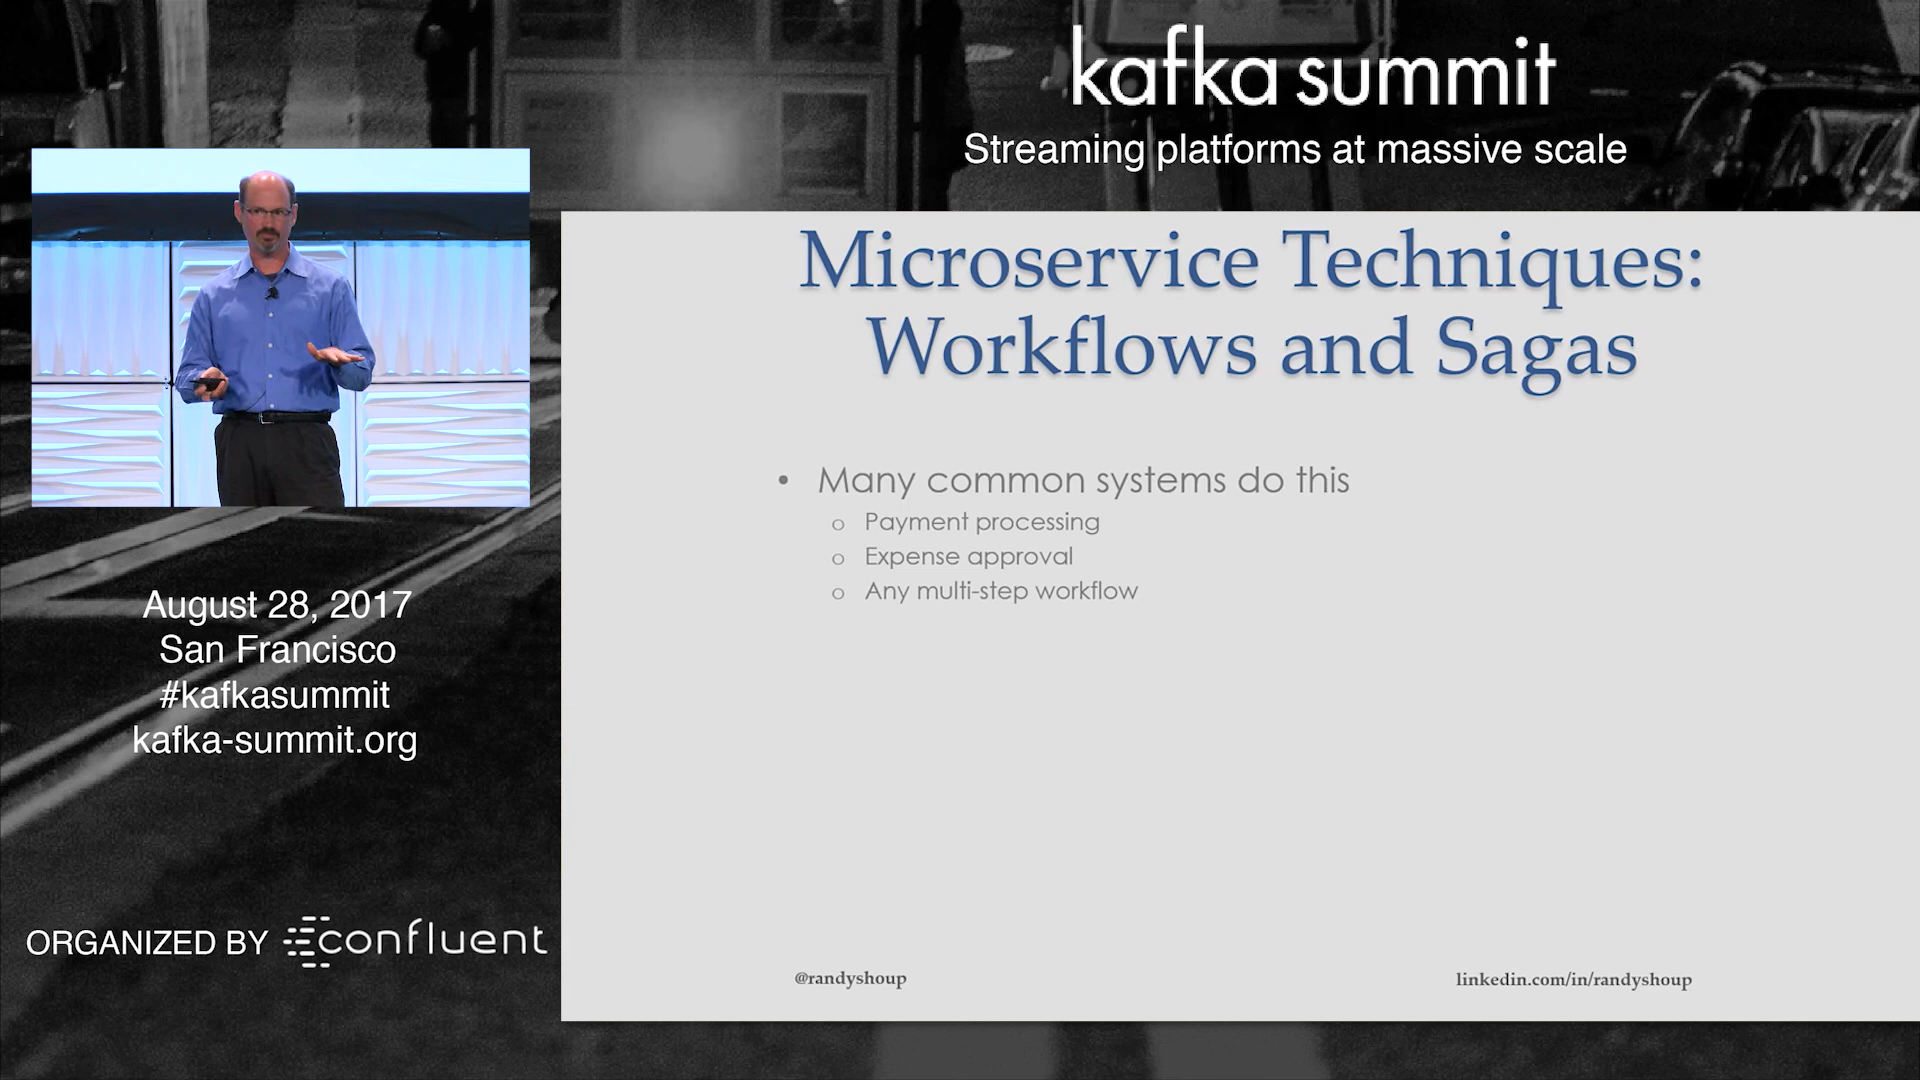 kafka summit
Streaming platforms at massive scale
Microservice Techniques:
Workflows and Sagas
• Many common systems do this
o Payment processing
o Expense approval
o Any multi-step workflow
@randyshoup
linkedin.com/in/randyshoup
August 28, 2017
San Francisco
#kafkasummit
kafka-summit.org
ORGANIZED BY confluent